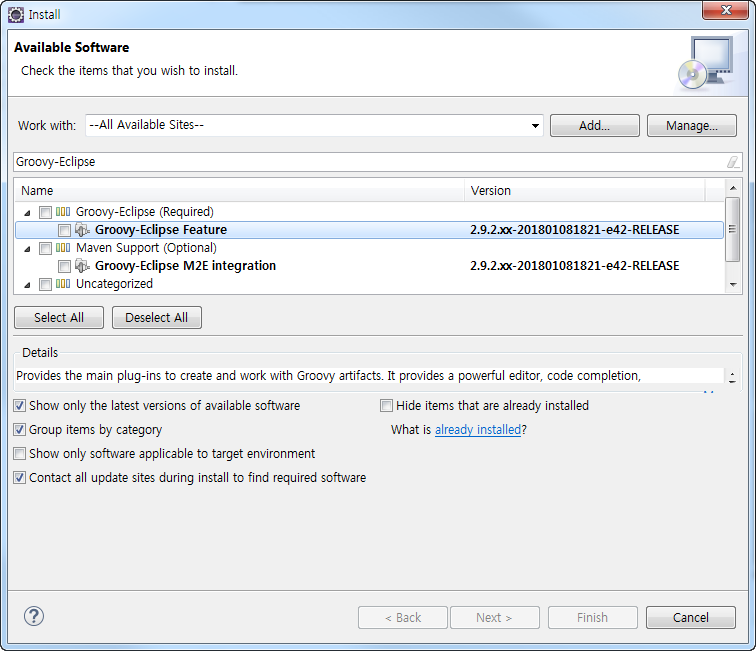 Install
Available Software
Check the items that you wish to install.
Work with: --All Available Sites-- Add... Manage...
Groovy-Eclipse
Name Version
Groovy-Eclipse (Required)
Groovy-Eclipse Feature 2.9.2.xx-201801081821-e42-RELEASE
Maven Support (Optional)
Groovy-Eclipse M2E integration 2.9.2.xx-201801081821-e42-RELEASE
Uncategorized
Select All Deselect All
Details
Provides the main plug-ins to create and work with Groovy artifacts. It provides a powerful editor, code completion,
Show only the latest versions of available software Hide items that are already installed
Group items by category What is already installed?
Show only software applicable to target environment
Contact all update sites during install to find required software
? < Back Next > Finish Cancel